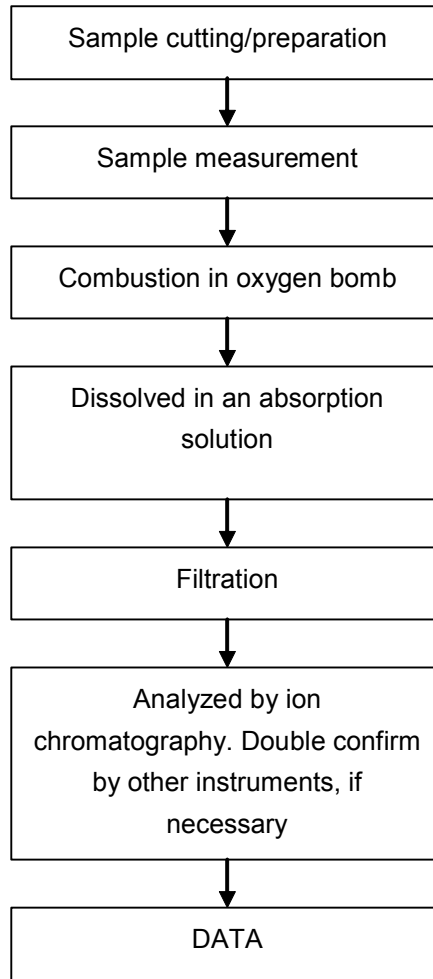 Sample cutting/preparation
Sample measurement
Combustion in oxygen bomb
Dissolved in an absorption
solution
Filtration
Analyzed by ion
chromatography. Double confirm
by other instruments, if
necessary
DATA